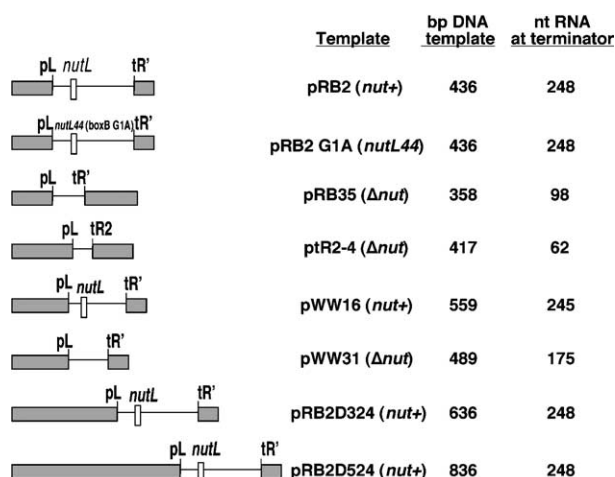 bp DNA nt RNA
Template template at terminator
pL nutL tR'
pRB2 (nut+) 436 248
pL nutL44 (boxB G1A) tR'
pRB2 G1A (nutL44) 436 248
pL tR'
pRB35 (Δnut) 358 98
pL tR2
ptR2-4 (Δnut) 417 62
pL nutL tR'
pWW16 (nut+) 559 245
pL tR'
pWW31 (Δnut) 489 175
pL nutL tR'
pRB2D324 (nut+) 636 248
pL nutL tR'
pRB2D524 (nut+) 836 248